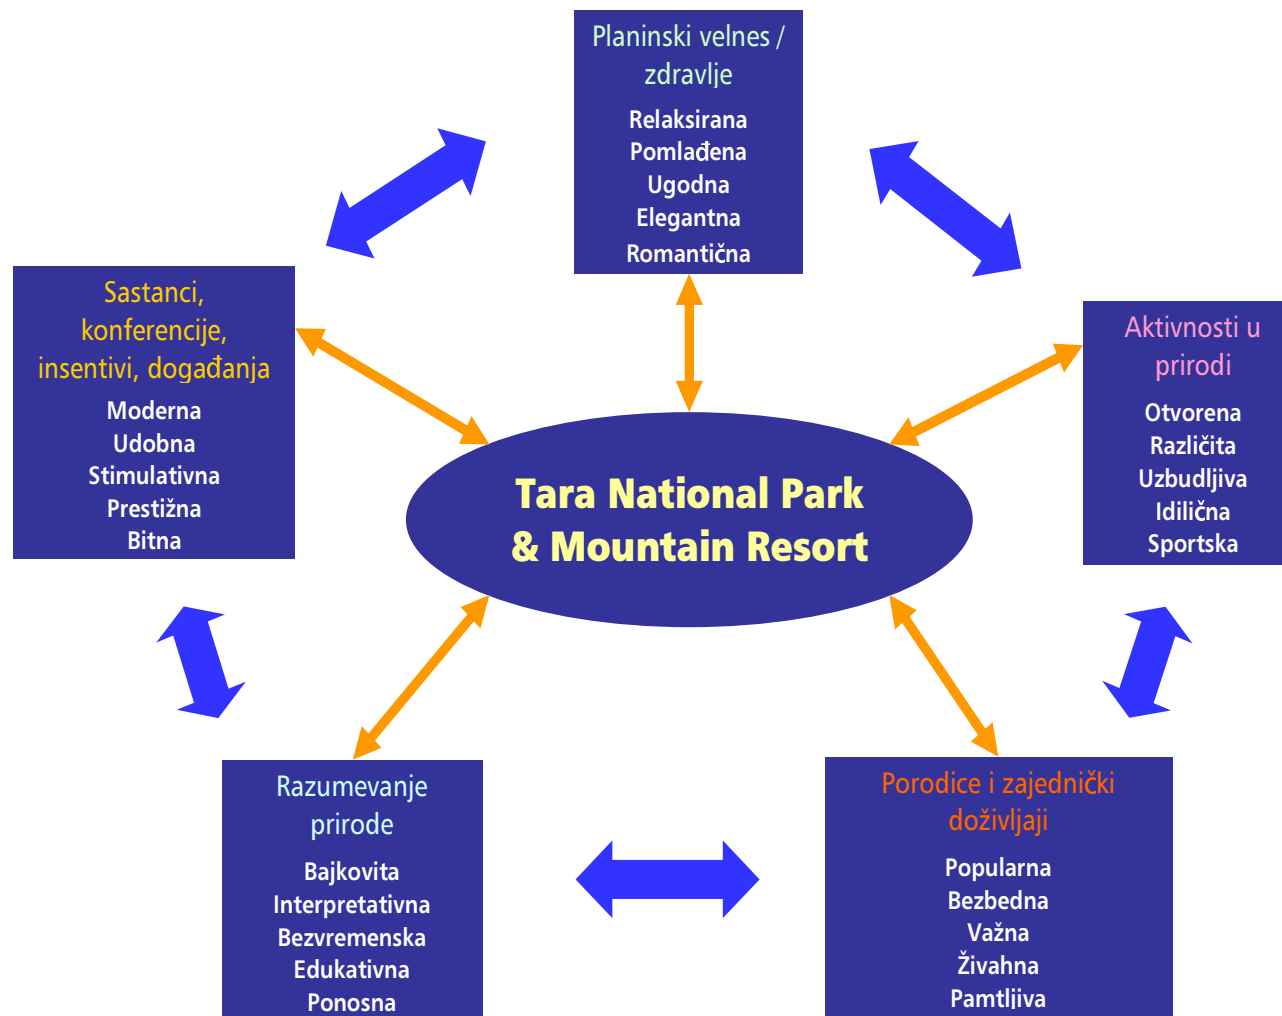 Planinski velnes /
zdravlje
Relaksirana
Pomlađena
Ugodna
Elegantna
Romantična
Sastanci,
konferencije,
insentivi, događanja
Moderna
Udobna
Stimulativna
Prestižna
Bitna
Aktivnosti u
prirodi
Otvorena
Različita
Uzbudljiva
Idilična
Sportska
Tara National Park
& Mountain Resort
Razumevanje
prirode
Bajkovita
Interpretativna
Bezvremenska
Edukativna
Ponosna
Porodice i zajednički
doživljaji
Popularna
Bezbedna
Važna
Živahna
Pamtljiva